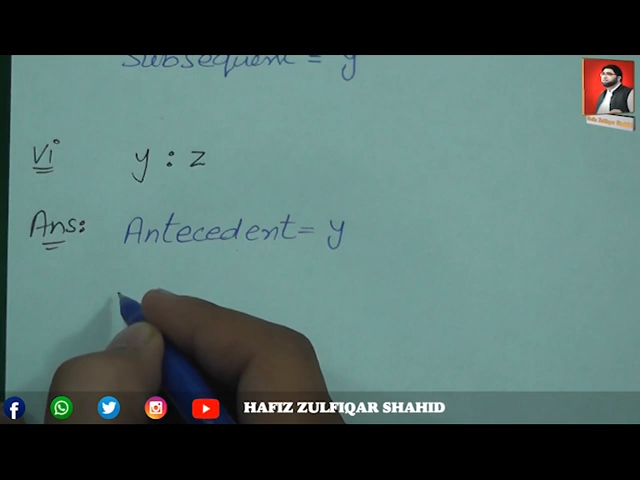 Subsequent = y
vi y : z
Ans: Antecedent = y
HAFIZ ZULFIQAR SHAHID